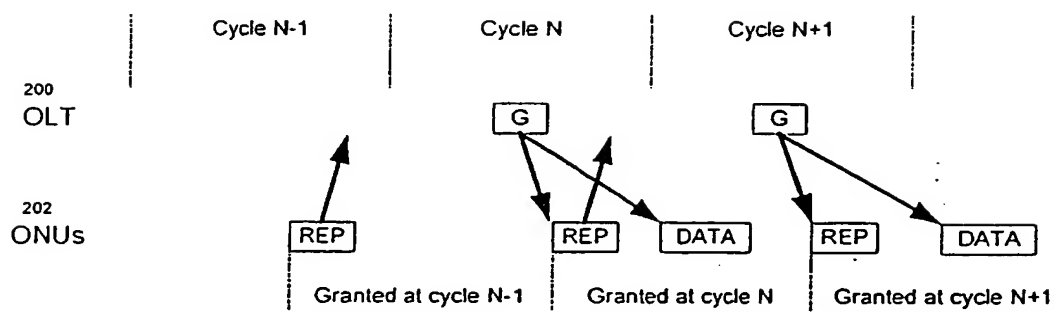 Cycle N-1 Cycle N Cycle N+1
200
OLT G G
202
ONUs REP REP DATA REP DATA
Granted at cycle N-1 Granted at cycle N Granted at cycle N+1